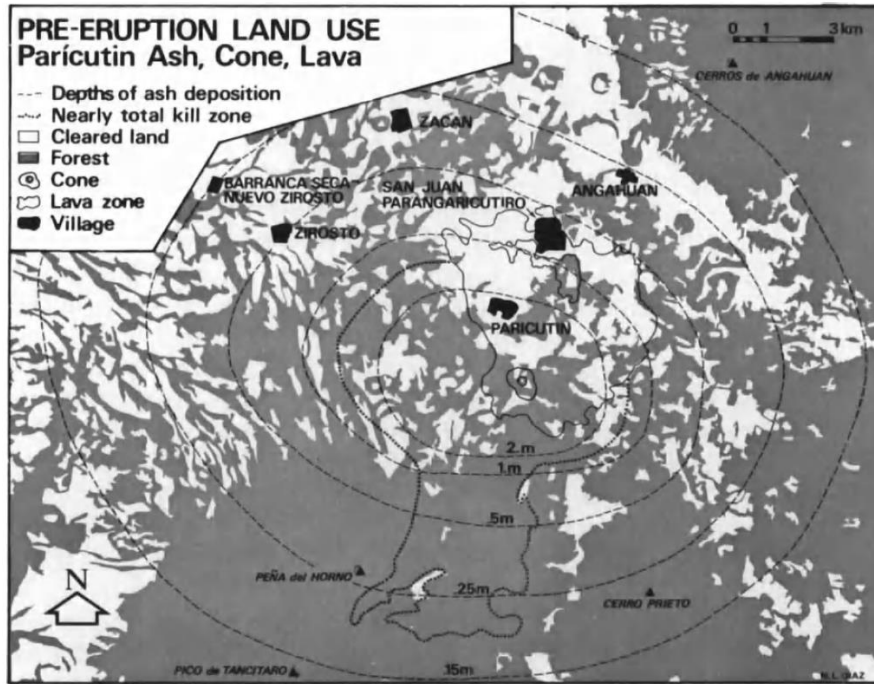 PRE-ERUPTION LAND USE
Parícutin Ash, Cone, Lava
Depths of ash deposition
Nearly total kill zone
Cleared land
Forest
Cone
Lava zone
Village
0 1 3 km
CERROS de ANGAHUAN
ZACAN
BARRANCA SECA
NUEVO ZIROSTO
SAN JUAN
PARANGARICUTIRO
ANGAHUAN
ZIROSTO
PARICUTIN
2. m
1 m
.5m
N
PEÑA del HORNO
.25m
CERRO PRIETO
PICO de TANCITARO
.15m